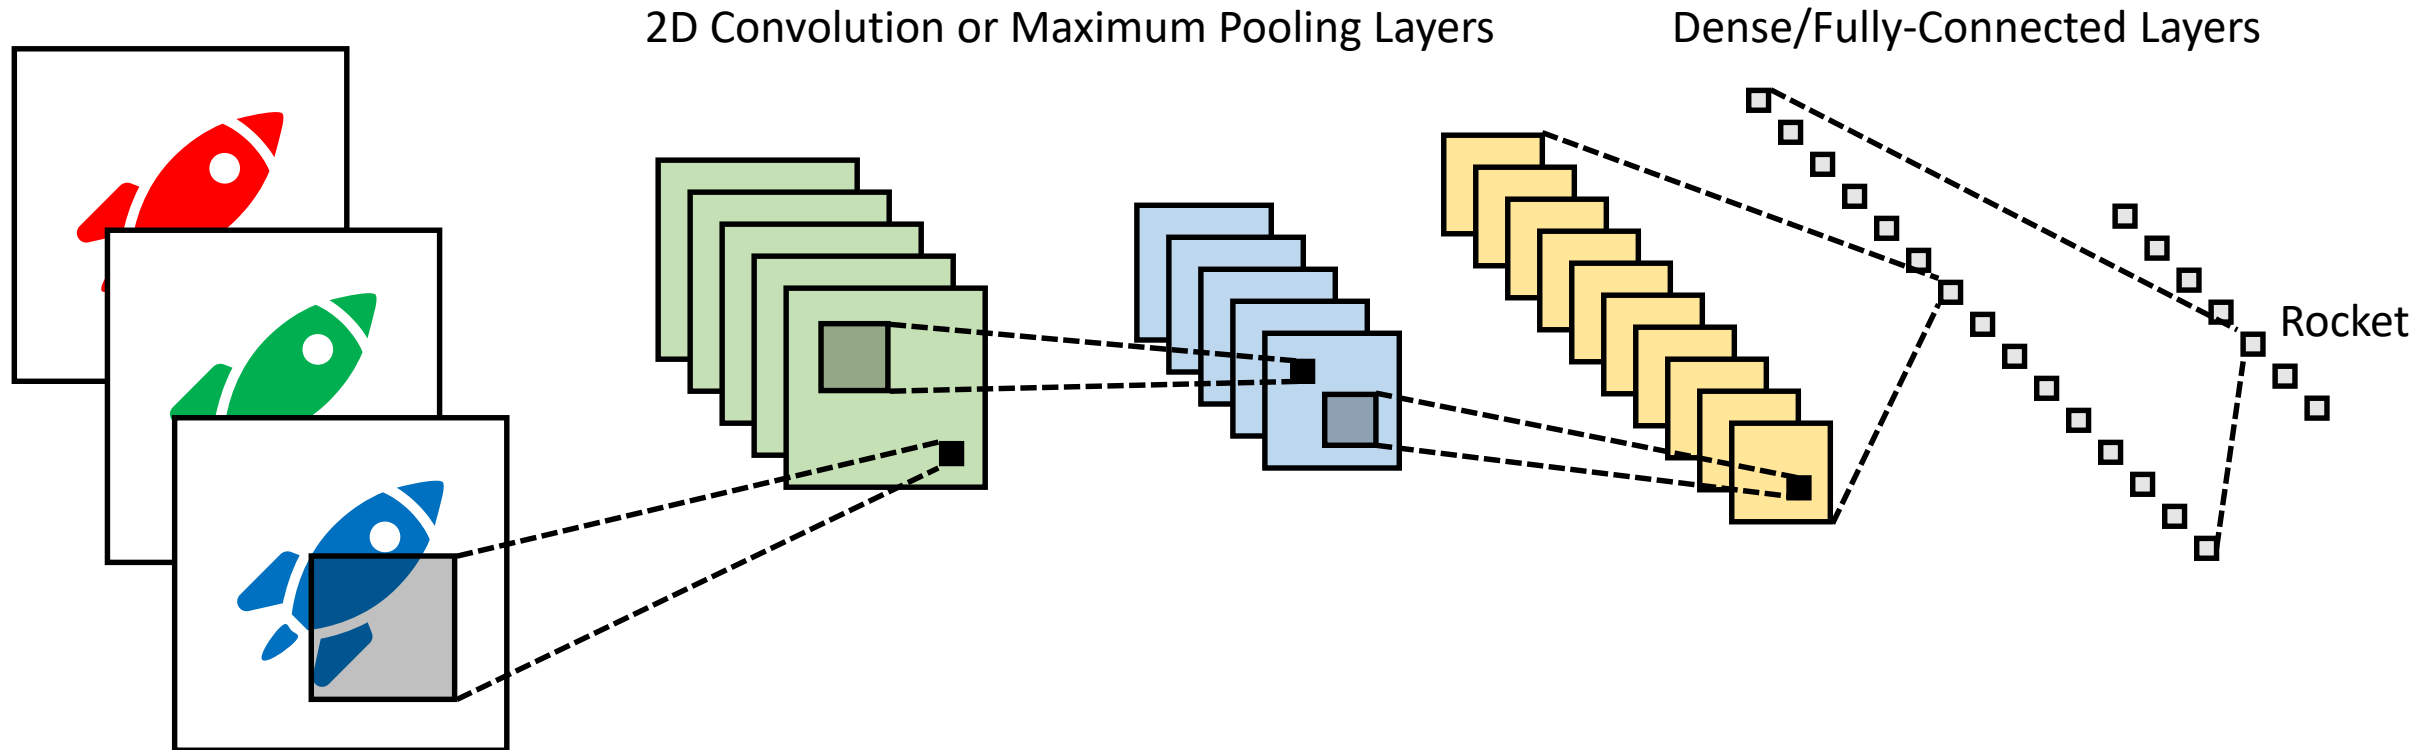 2D Convolution or Maximum Pooling Layers
Dense/Fully-Connected Layers
Rocket